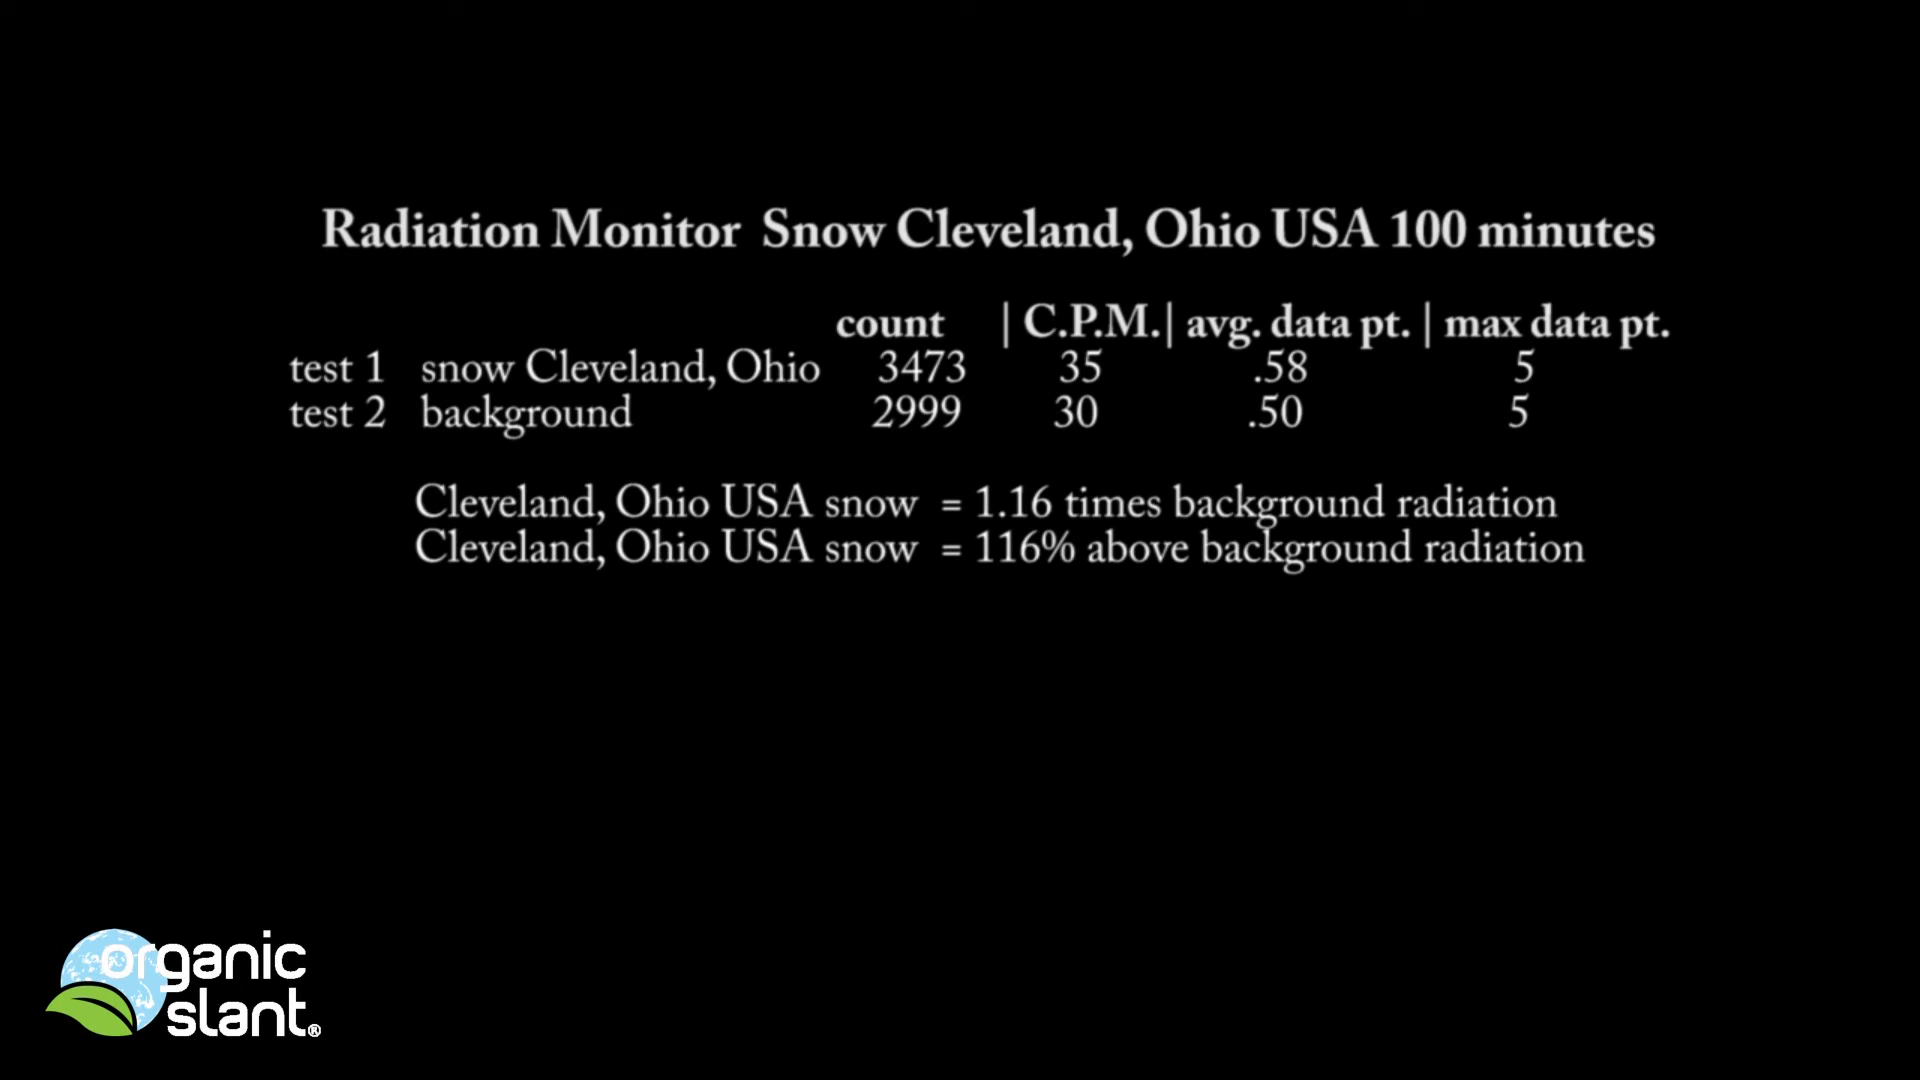 Radiation Monitor Snow Cleveland, Ohio USA 100 minutes
count | C.P.M.| avg. data pt. | max data pt.
test 1 snow Cleveland, Ohio 3473 35 .58 5
test 2 background 2999 30 .50 5
Cleveland, Ohio USA snow = 1.16 times background radiation
Cleveland, Ohio USA snow = 116% above background radiation
organic
slant®